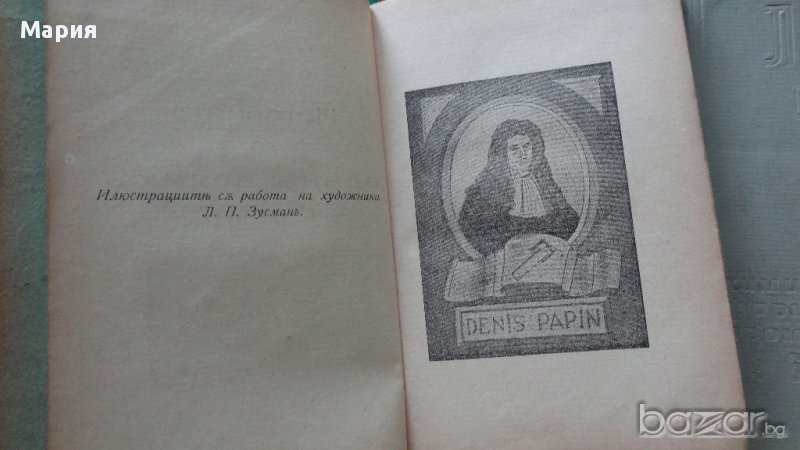 Мария
Илюстрациитѣ сѫ работа на художника
Л. П. Зусманъ.
DENIS PAPIN
bazar.bg